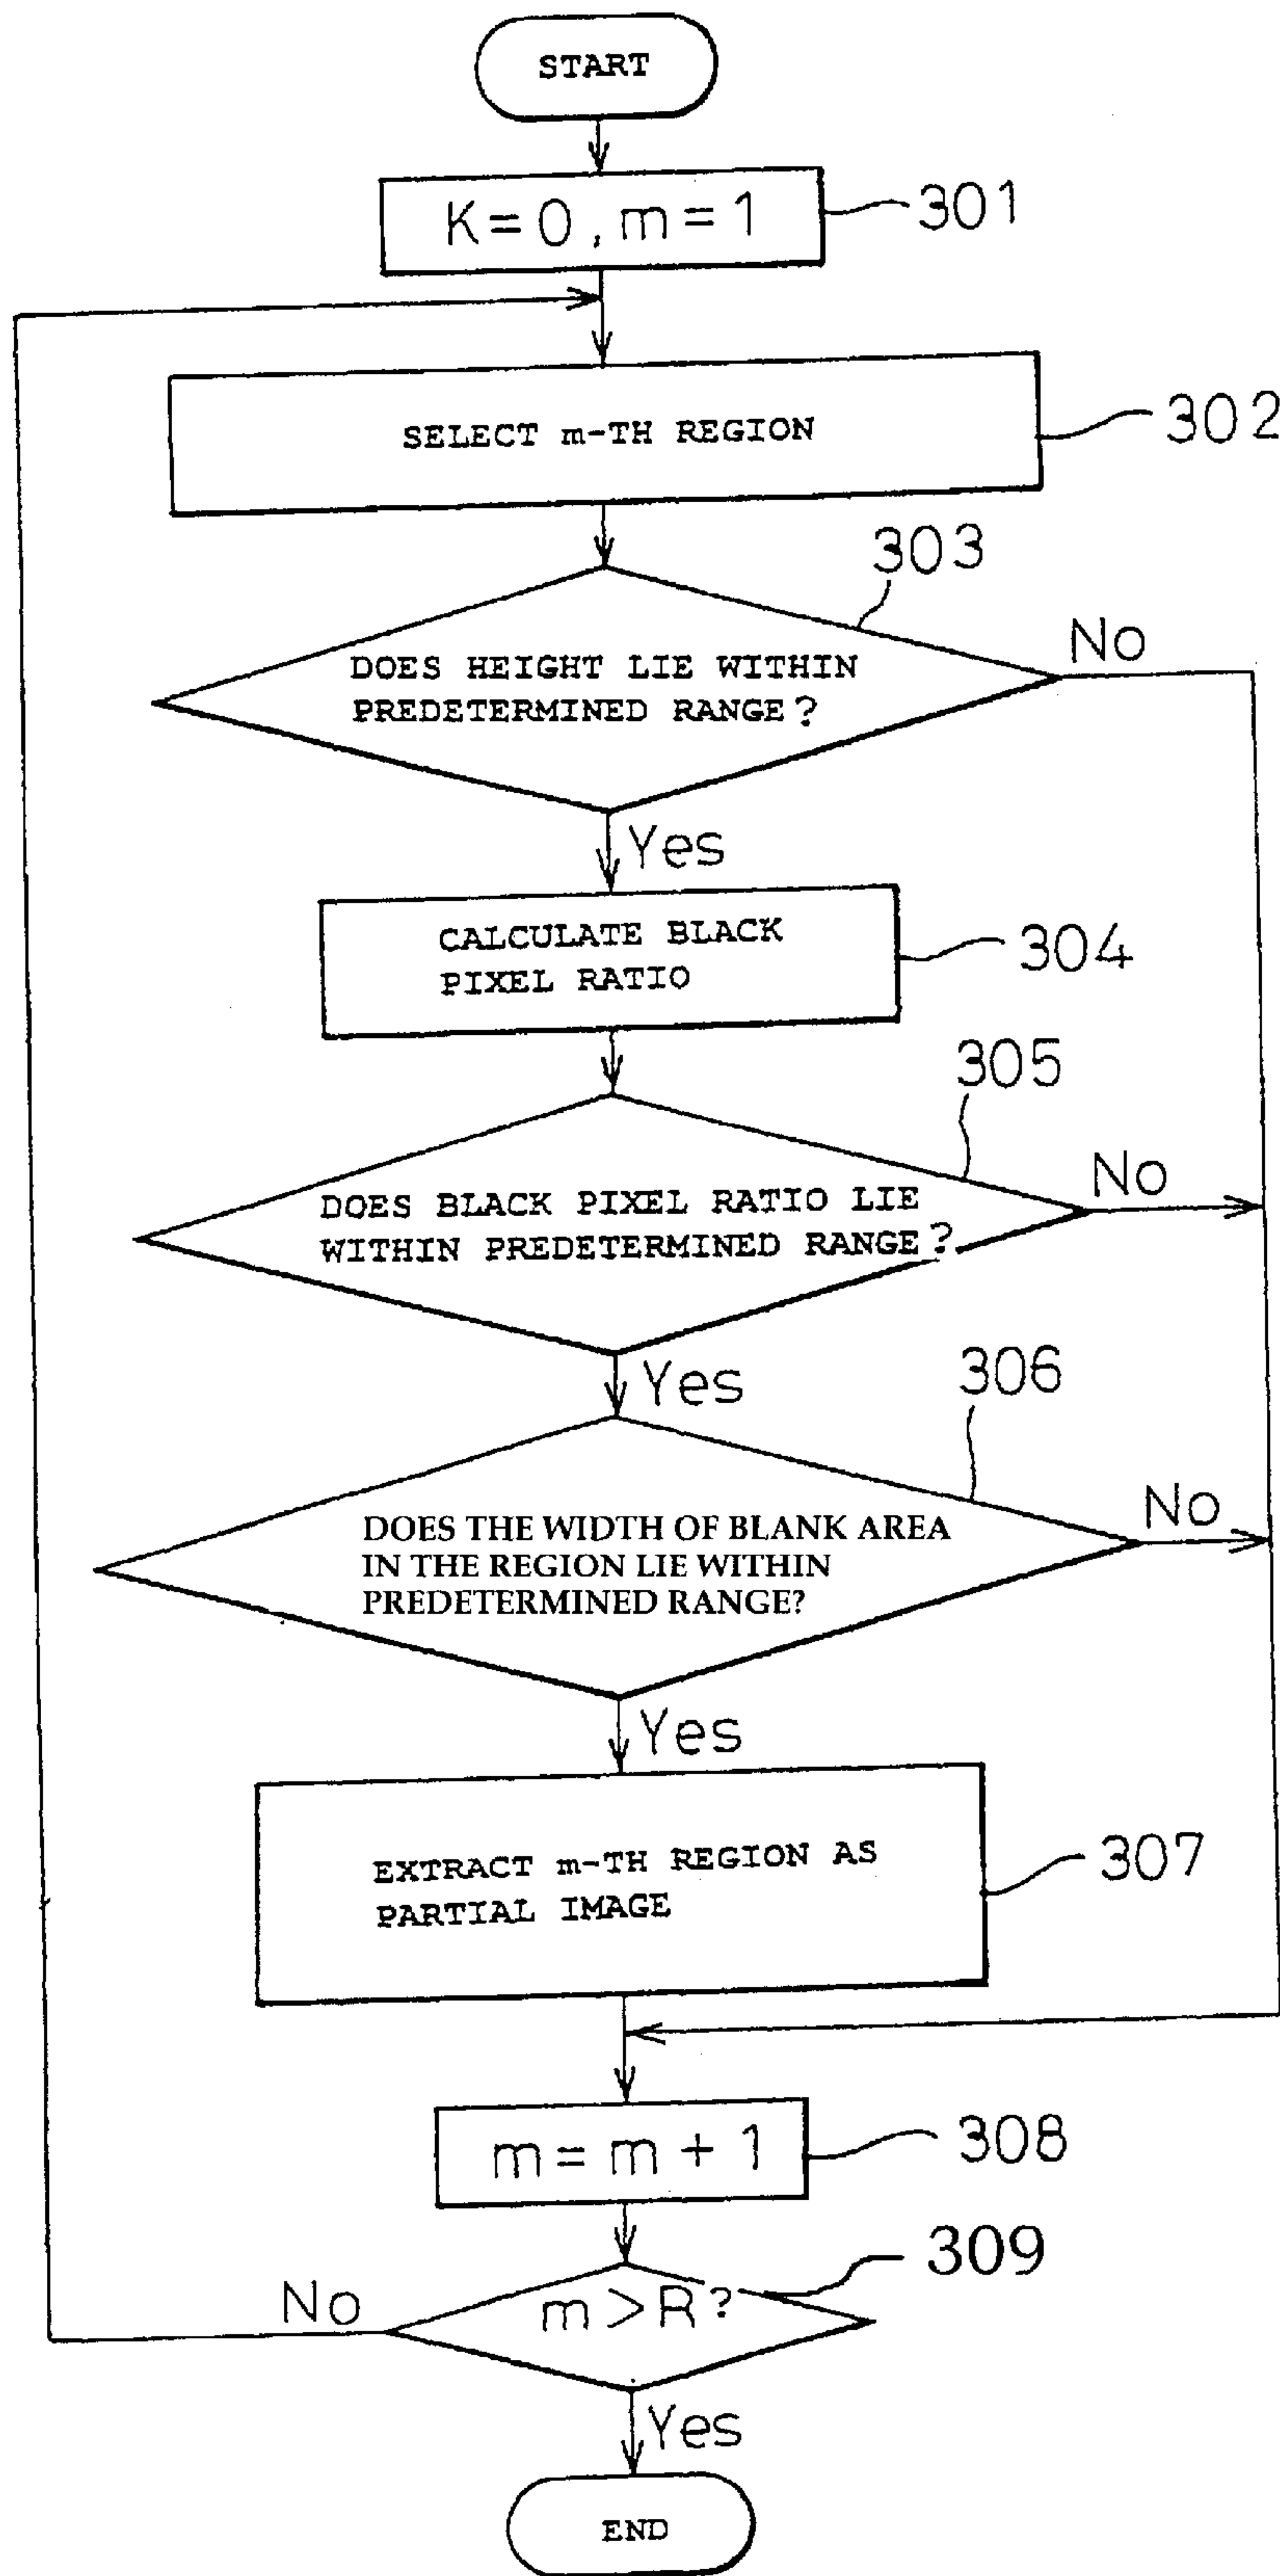 START
K=0, m=1
301
SELECT m-TH REGION
302
303
DOES HEIGHT LIE WITHIN
PREDETERMINED RANGE?
No
Yes
CALCULATE BLACK
PIXEL RATIO
304
305
DOES BLACK PIXEL RATIO LIE
WITHIN PREDETERMINED RANGE?
No
Yes
306
DOES THE WIDTH OF BLANK AREA
IN THE REGION LIE WITHIN
PREDETERMINED RANGE?
No
Yes
EXTRACT m-TH REGION AS
PARTIAL IMAGE
307
m=m+1
308
309
m>R?
No
Yes
END